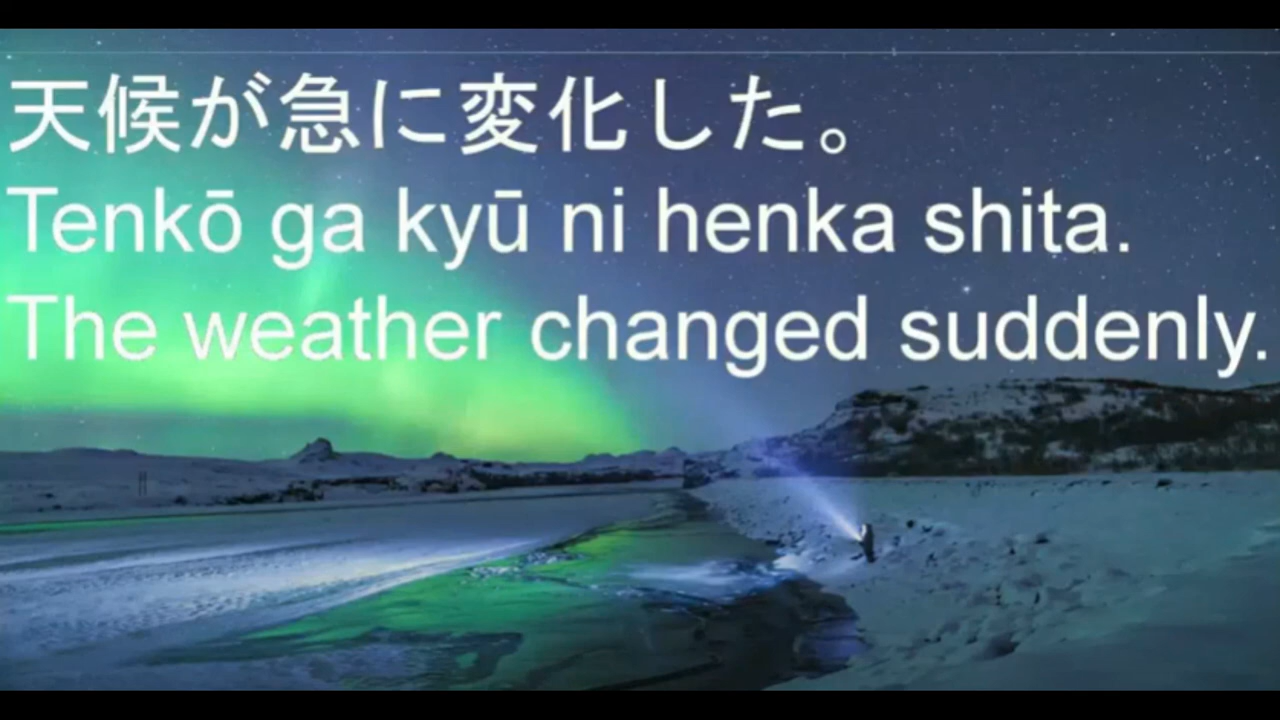 天候が急に変化した。
Tenkō ga kyū ni henka shita.
The weather changed suddenly.